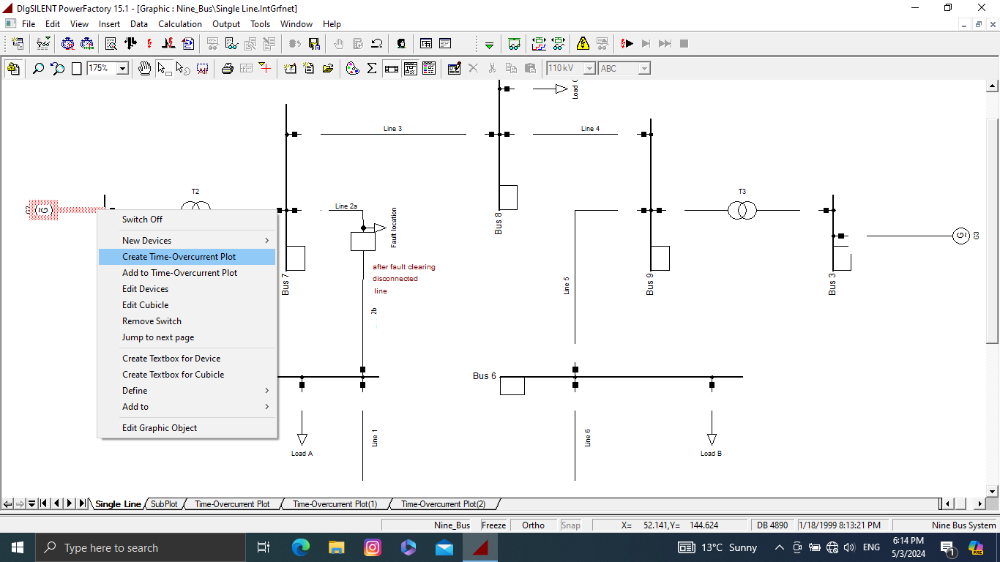 DIgSILENT PowerFactory 15.1 - [Graphic : Nine_Bus\Single Line.IntGrfnet]
File Edit View Insert Data Calculation Output Tools Window Help
175%
110 kV
ABC
Load C
Line 3
Line 4
T2
T3
G2
G~
Line 2a
Fault location
Bus 8
G~
G3
Switch Off
New Devices
Create Time-Overcurrent Plot
Add to Time-Overcurrent Plot
Edit Devices
Edit Cubicle
Remove Switch
Jump to next page
Create Textbox for Device
Create Textbox for Cubicle
Define
Add to
Edit Graphic Object
Bus 7
after fault clearing
disconnected
line
2b
Line 5
Bus 9
Bus 3
Bus 6
Line 1
Line 6
Load A
Load B
Single Line
SubPlot
Time-Overcurrent Plot
Time-Overcurrent Plot(1)
Time-Overcurrent Plot(2)
Nine_Bus
Freeze
Ortho
Snap
X= 52.141,Y= 144.624
DB 4890
1/18/1999 8:13:21 PM
Nine Bus System
Type here to search
13°C Sunny
ENG
6:14 PM
5/3/2024
1
PRE